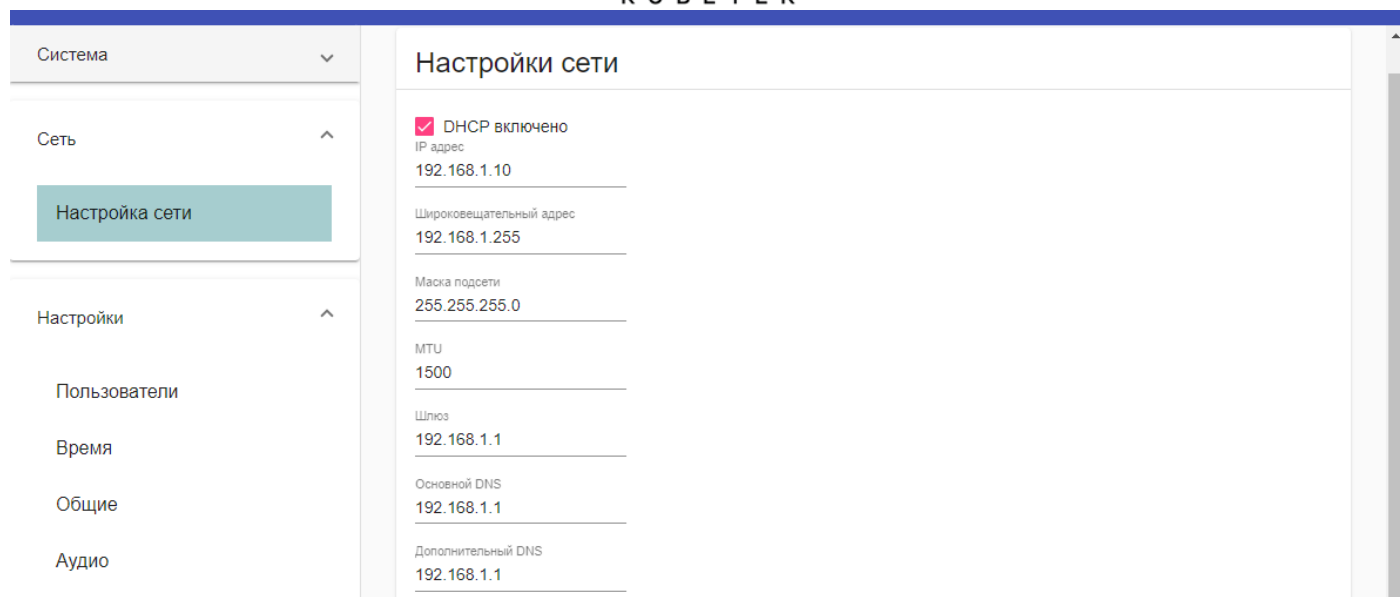 Система
Сеть
Настройка сети
Настройки
Пользователи
Время
Общие
Аудио
Настройки сети
DHCP включено
IP адрес
192.168.1.10
Широковещательный адрес
192.168.1.255
Маска подсети
255.255.255.0
MTU
1500
Шлюз
192.168.1.1
Основной DNS
192.168.1.1
Дополнительный DNS
192.168.1.1